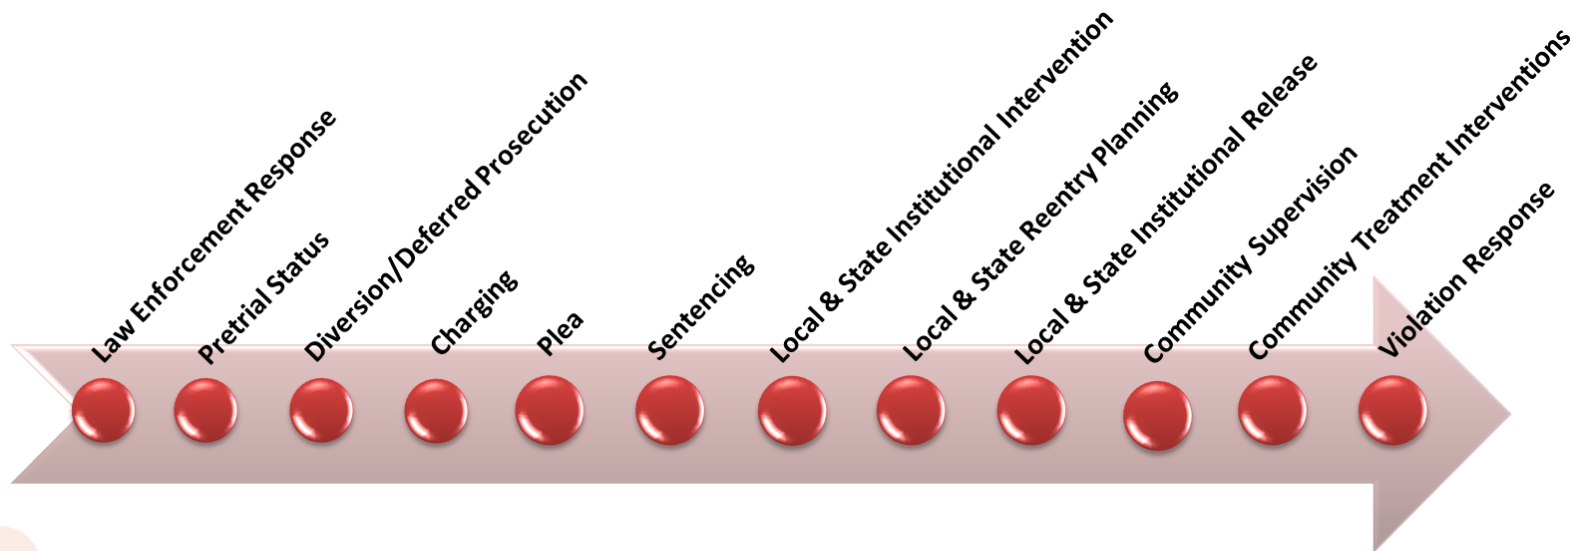 Law Enforcement Response
Pretrial Status
Diversion/Deferred Prosecution
Charging
Plea
Sentencing
Local & State Institutional Intervention
Local & State Reentry Planning
Local & State Institutional Release
Community Supervision
Community Treatment Interventions
Violation Response